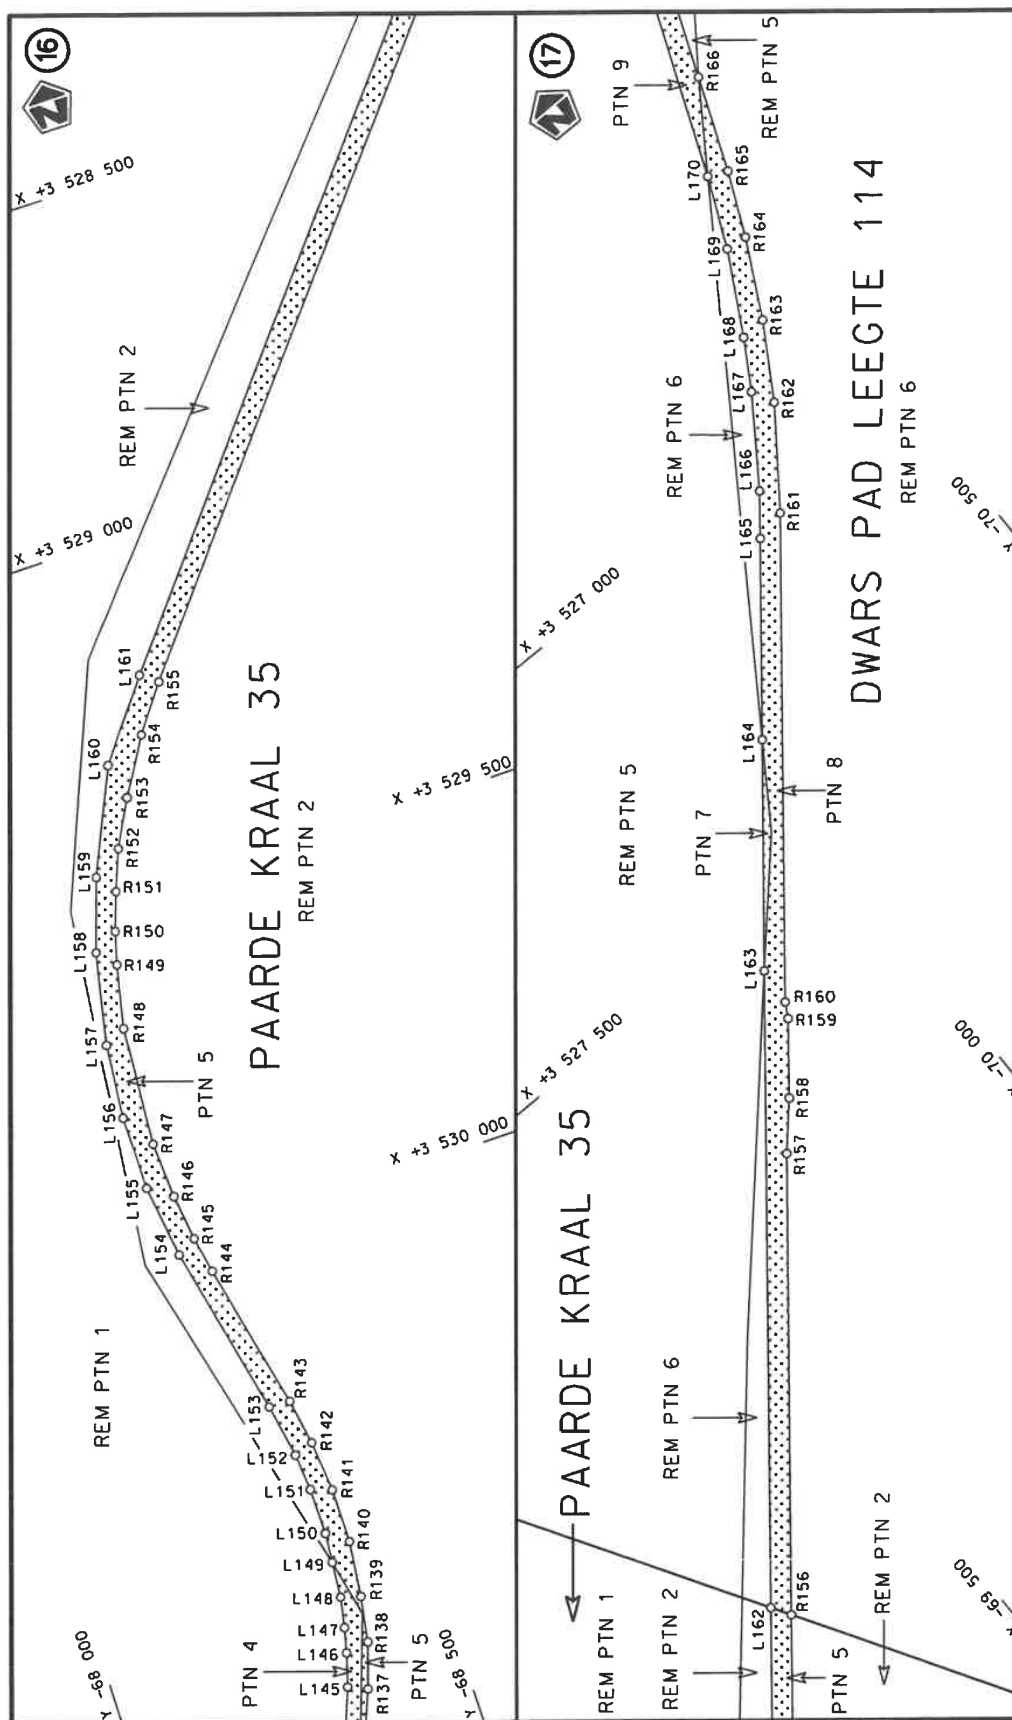 16
X +3 528 500
REM PTN 2
X +3 529 000
L161
R155
L160
R154
R153
L159
R152
R151
L158
R150
R149
L157
R148
PTN 5
L156
R147
L155
R146
R145
L154
R144
PAARDE KRAAL 35
REM PTN 2
X +3 529 500
X +3 530 000
REM PTN 1
L153
R143
L152
R142
L151
R141
L150
R140
L149
R139
L148
L147
R138
L146
L145
R137
PTN 4
PTN 5
Y -68 000
Y -68 500
17
PTN 9
R166
REM PTN 5
L170
R165
L169
R164
L168
R163
L167
R162
REM PTN 6
L166
R161
L165
DWARS PAD LEEGTE 114
REM PTN 6
Y -70 500
X +3 527 000
L164
REM PTN 5
PTN 7
PTN 8
L163
R160
R159
R158
R157
X +3 527 500
Y -70 000
PAARDE KRAAL 35
REM PTN 6
REM PTN 1
REM PTN 2
L162
R156
PTN 5
REM PTN 2
Y -69 500